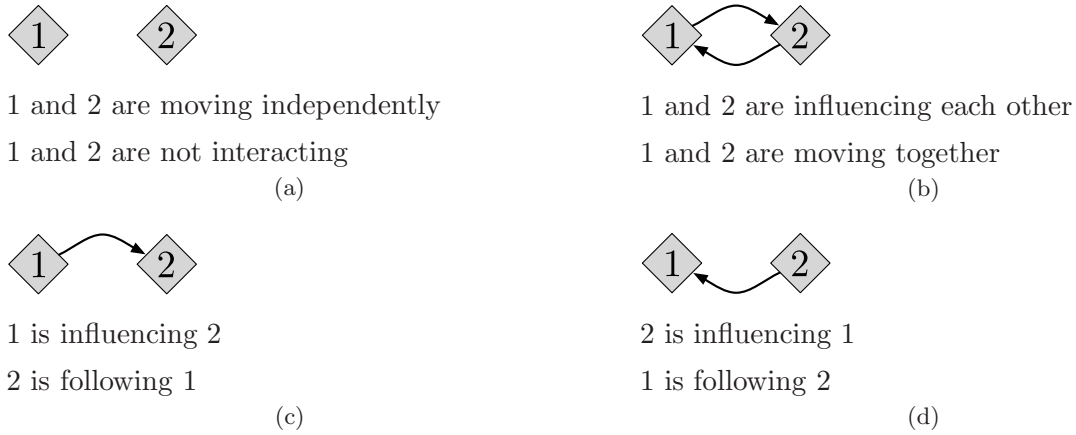 1 2
1 and 2 are moving independently
1 and 2 are not interacting
(a)
1 2
1 and 2 are influencing each other
1 and 2 are moving together
(b)
1 2
1 is influencing 2
2 is following 1
(c)
1 2
2 is influencing 1
1 is following 2
(d)